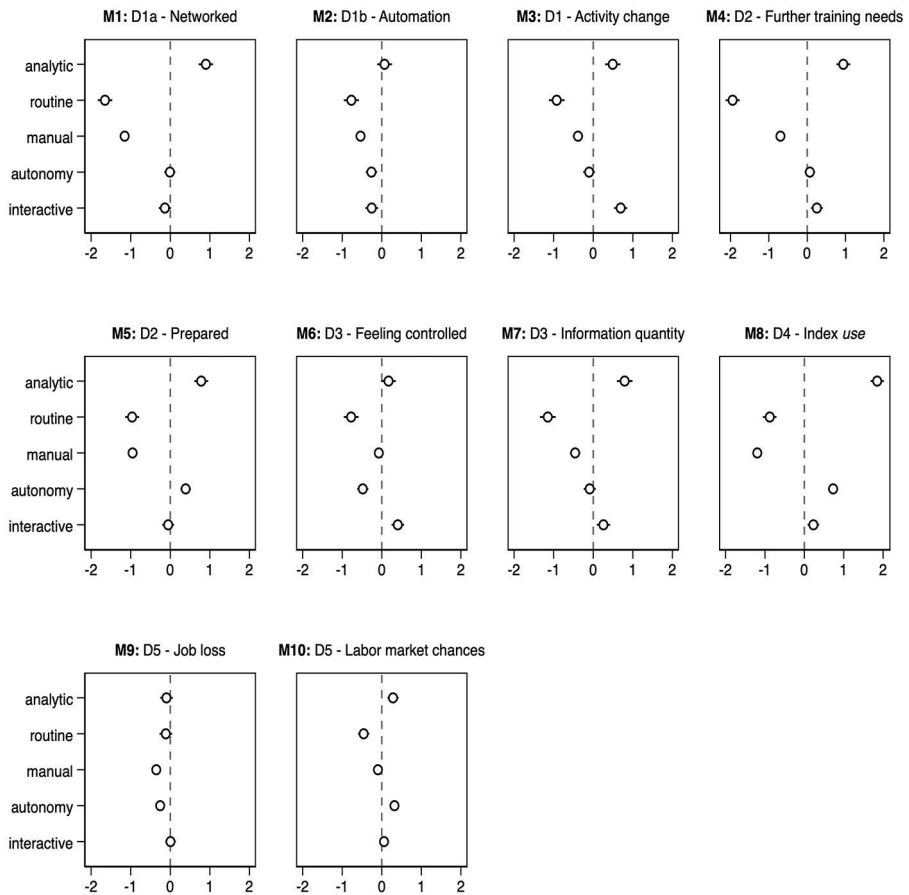 M1: D1a - Networked
M2: D1b - Automation
M3: D1 - Activity change
M4: D2 - Further training needs
analytic
routine
manual
autonomy
interactive
-2 -1 0 1 2
-2 -1 0 1 2
-2 -1 0 1 2
-2 -1 0 1 2
M5: D2 - Prepared
M6: D3 - Feeling controlled
M7: D3 - Information quantity
M8: D4 - Index use
analytic
routine
manual
autonomy
interactive
-2 -1 0 1 2
-2 -1 0 1 2
-2 -1 0 1 2
-2 -1 0 1 2
M9: D5 - Job loss
M10: D5 - Labor market chances
analytic
routine
manual
autonomy
interactive
-2 -1 0 1 2
-2 -1 0 1 2